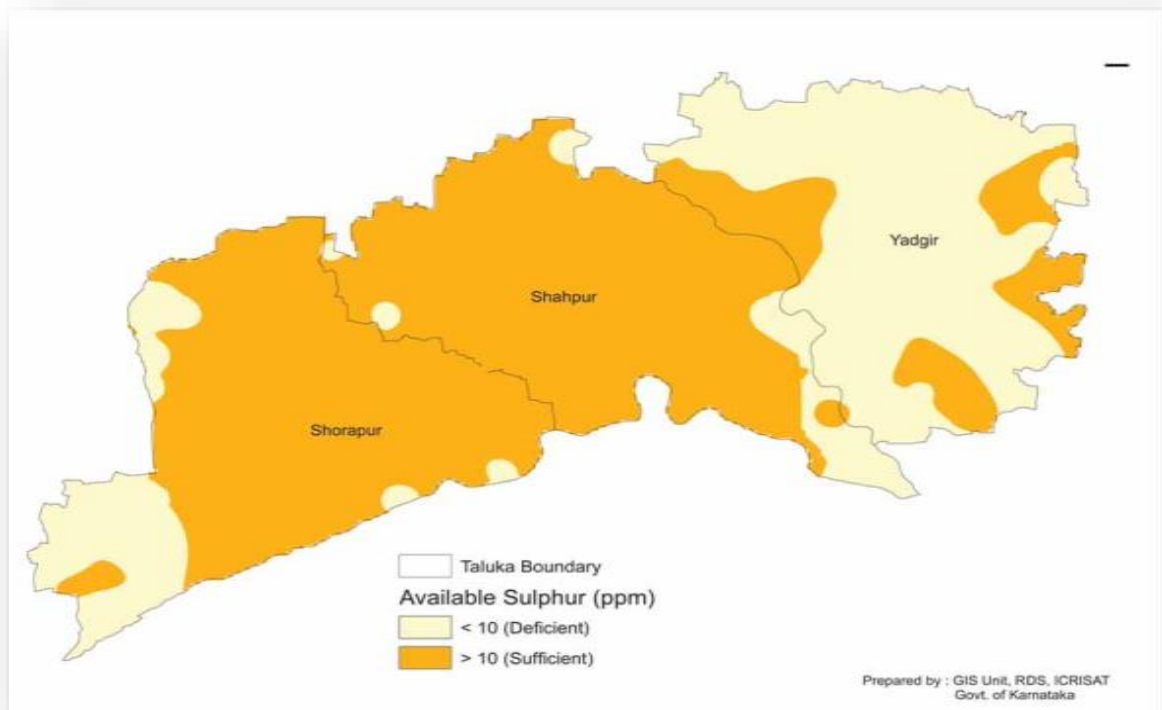 Yadgir
Shahpur
Shorapur
Taluka Boundary
Available Sulphur (ppm)
< 10 (Deficient)
> 10 (Sufficient)
Prepared by : GIS Unit, RDS, ICRISAT
Govt. of Karnataka